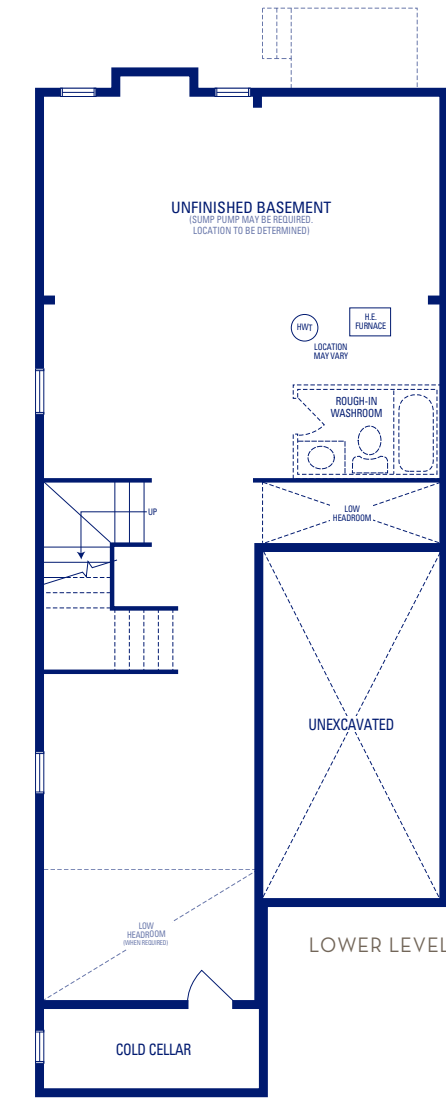 UNFINISHED BASEMENT
(SUMP PUMP MAY BE REQUIRED.
LOCATION TO BE DETERMINED)
HWT
H.E.
FURNACE
LOCATION
MAY VARY
ROUGH-IN
WASHROOM
UP
LOW
HEADROOM
UNEXCAVATED
LOW
HEADROOM
(WHEN REQUIRED)
LOWER LEVEL
COLD CELLAR